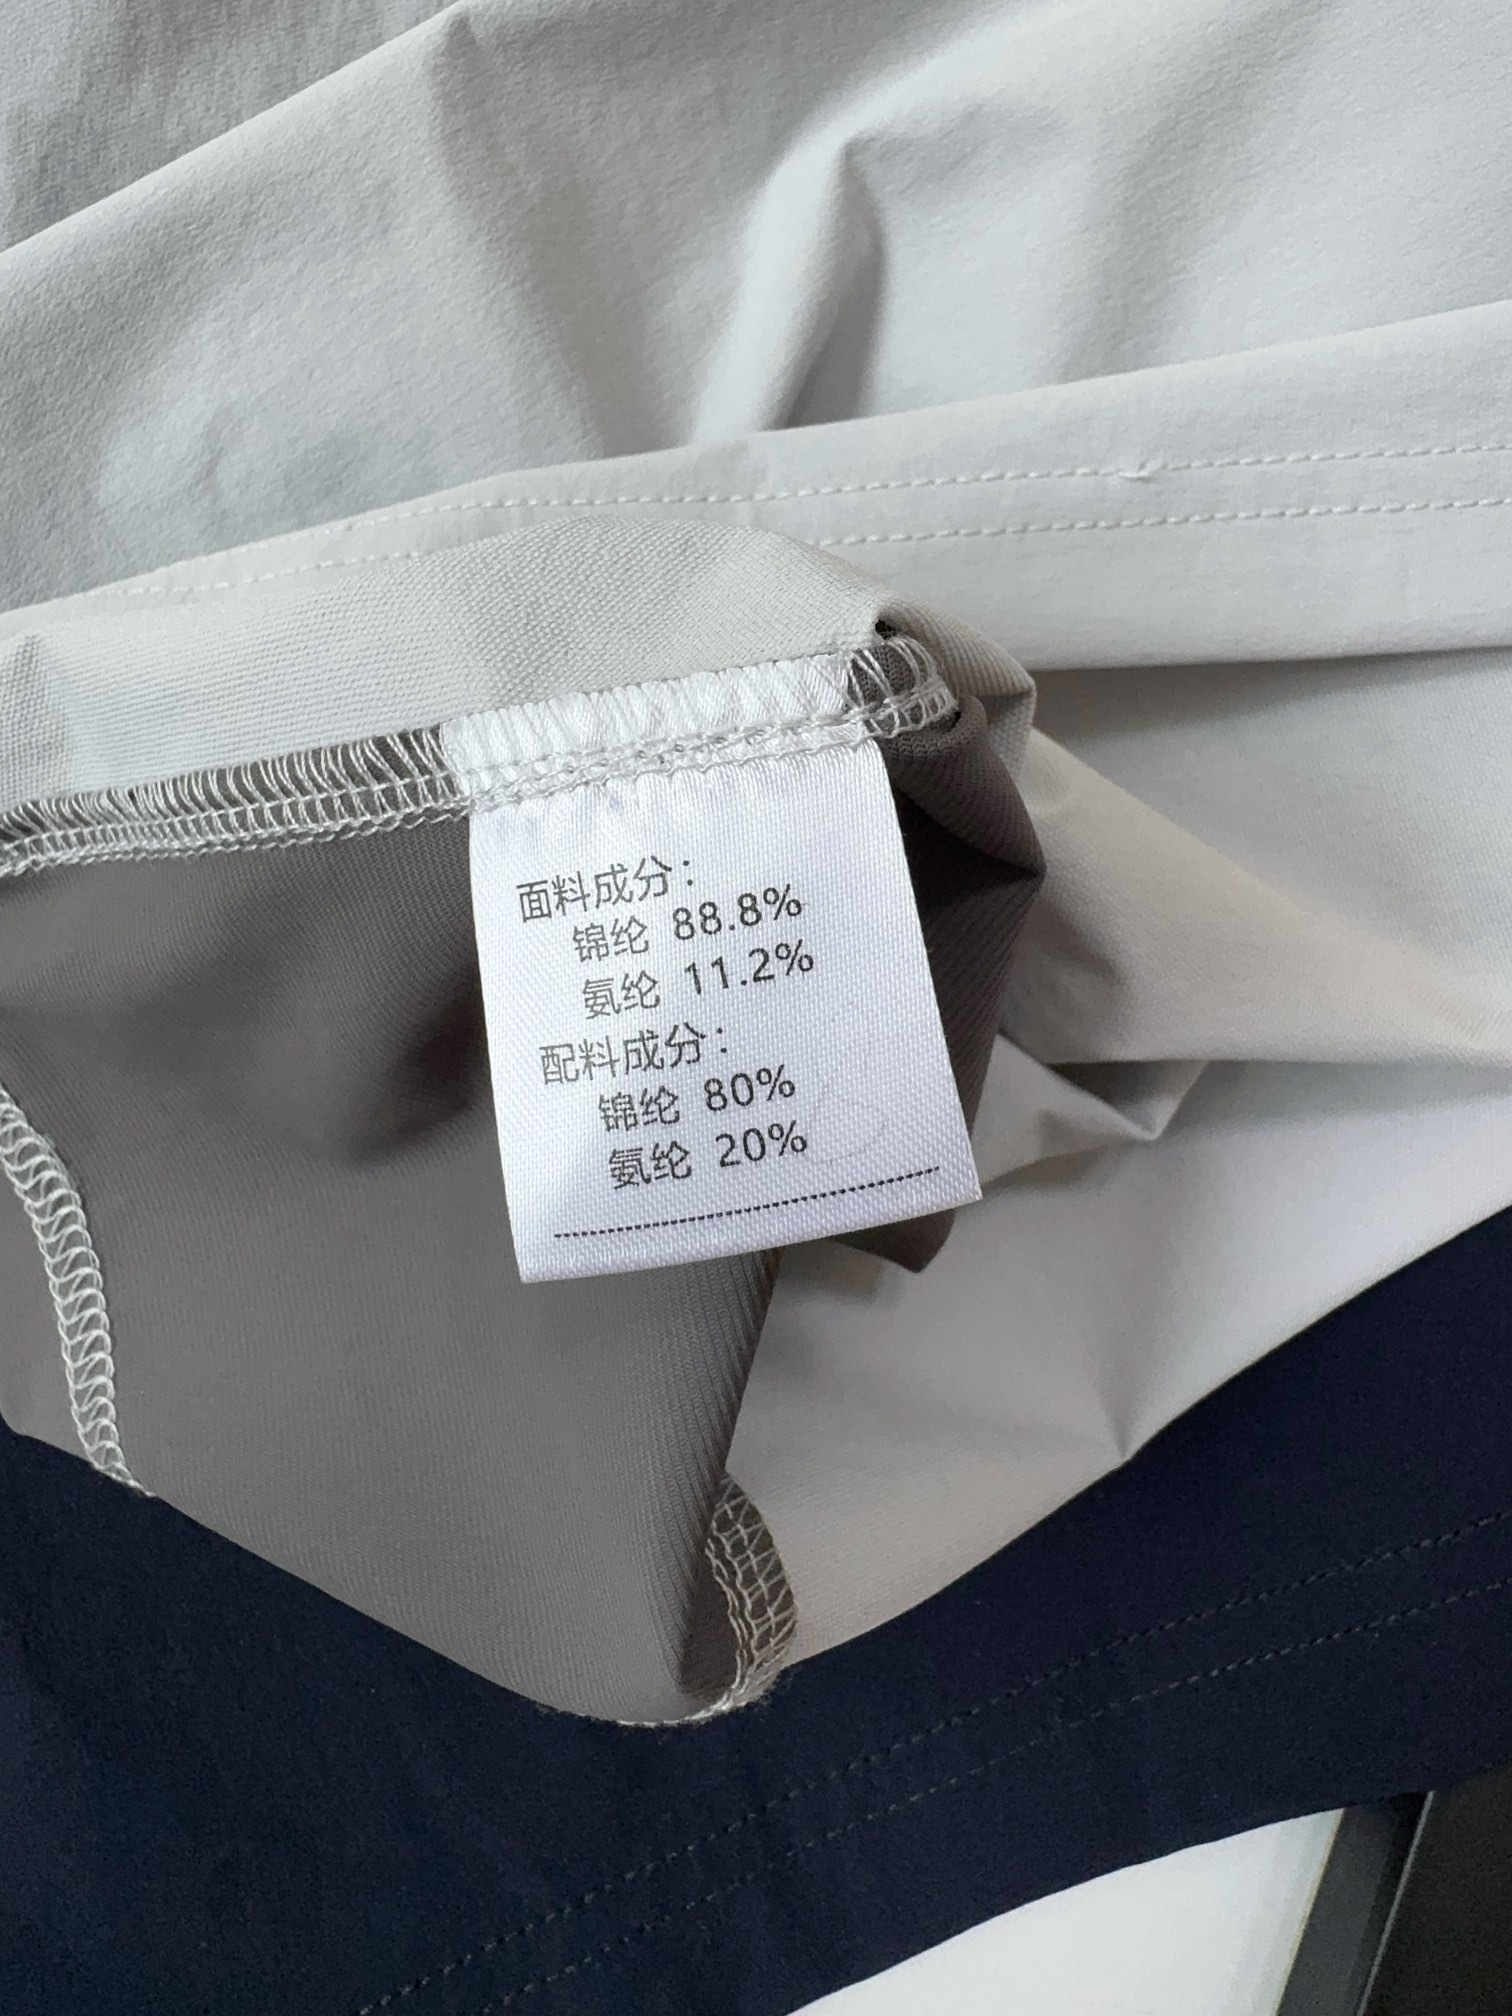 面料成分：
锦纶 88.8%
氨纶 11.2%
配料成分：
锦纶 80%
氨纶 20%